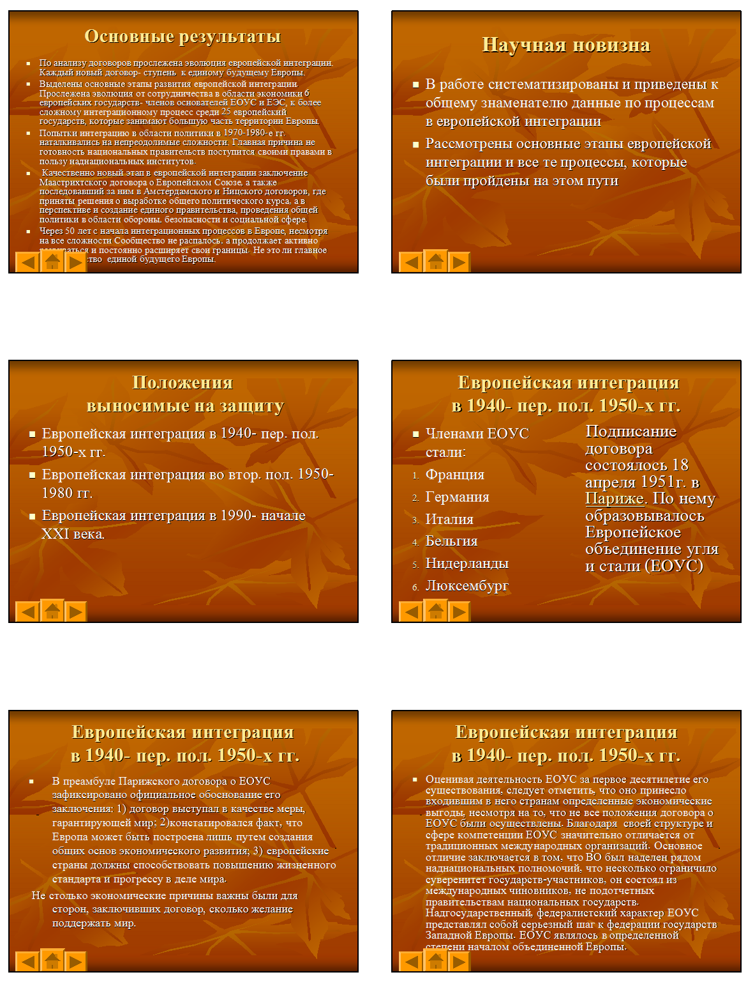 Основные результаты
По анализу договоров прослежена эволюция европейской интеграции.
Каждый новый договор- ступень к единому будущему Европы.
Выделены основные этапы развития европейской интеграции.
Прослежена эволюция от сотрудничества в области экономики 6
европейских государств- членов основателей ЕОУС и ЕЭС, к более
сложному интеграционному процесс среди 25 европейский
государств, которые занимают большую часть территории Европы.
Попытки интеграцию в области политики в 1970-1980-е гг.
наталкивались на непреодолимые сложности. Главная причина не
готовность национальных правительств поступится своими правами в
пользу наднациональных институтов.
Качественно новый этап в европейской интеграции заключение
Маастрихтского договора о Европейском Союзе, а также
последовавший за ним в Амстердамского и Ницского договоров, где
приняты решения о выработке общего политического курса, а в
перспективе и создание единого правительства, проведения общей
политики в области обороны, безопасности и социальной сфере.
Через 50 лет с начала интеграционных процессов в Европе, несмотря
на все сложности Сообщество не распалось, а продолжает активно
и постоянно расширяет свои границы. Не это ли главное
единой будущего Европы.
Научная новизна
В работе систематизированы и приведены к
общему знаменателю данные по процессам
в европейской интеграции
Рассмотрены основные этапы европейской
интеграции и все те процессы, которые
были пройдены на этом пути
Положения
выносимые на защиту
Европейская интеграция в 1940- пер. пол.
1950-х гг.
Европейская интеграция во втор. пол. 1950-
1980 гг.
Европейская интеграция в 1990- начале
XXI века.
Европейская интеграция
в 1940- пер. пол. 1950-х гг.
Членами ЕОУС
стали:
1. Франция
2. Германия
3. Италия
4. Бельгия
5. Нидерланды
6. Люксембург
Подписание
договора
состоялось 18
апреля 1951г. в
Париже. По нему
образовывалось
Европейское
объединение угля
и стали (ЕОУС)
Европейская интеграция
в 1940- пер. пол. 1950-х гг.
В преамбуле Парижского договора о ЕОУС
зафиксировано официальное обоснование его
заключения: 1) договор выступал в качестве меры,
гарантирующей мир; 2)констатировался факт, что
Европа может быть построена лишь путем создания
общих основ экономического развития; 3) европейские
страны должны способствовать повышению жизненного
стандарта и прогрессу в деле мира.
Не столько экономические причины важны были для
сторон, заключивших договор, сколько желание
поддержать мир.
Европейская интеграция
в 1940- пер. пол. 1950-х гг.
Оценивая деятельность ЕОУС за первое десятилетие его
существования, следует отметить, что оно принесло
входившим в него странам определенные экономические
выгоды, несмотря на то, что не все положения договора о
ЕОУС были осуществлены. Благодаря своей структуре и
сфере компетенции ЕОУС значительно отличается от
традиционных международных организаций. Основное
отличие заключается в том, что ВО был наделен рядом
наднациональных полномочий, что несколько ограничило
суверенитет государств-участников, он состоял из
международных чиновников, не подотчетных
правительствам национальных государств.
Надгосударственный, федералистский характер ЕОУС
представлял собой серьезный шаг к федерации государств
Западной Европы. ЕОУС являлось в определенной
степени началом объединенной Европы.